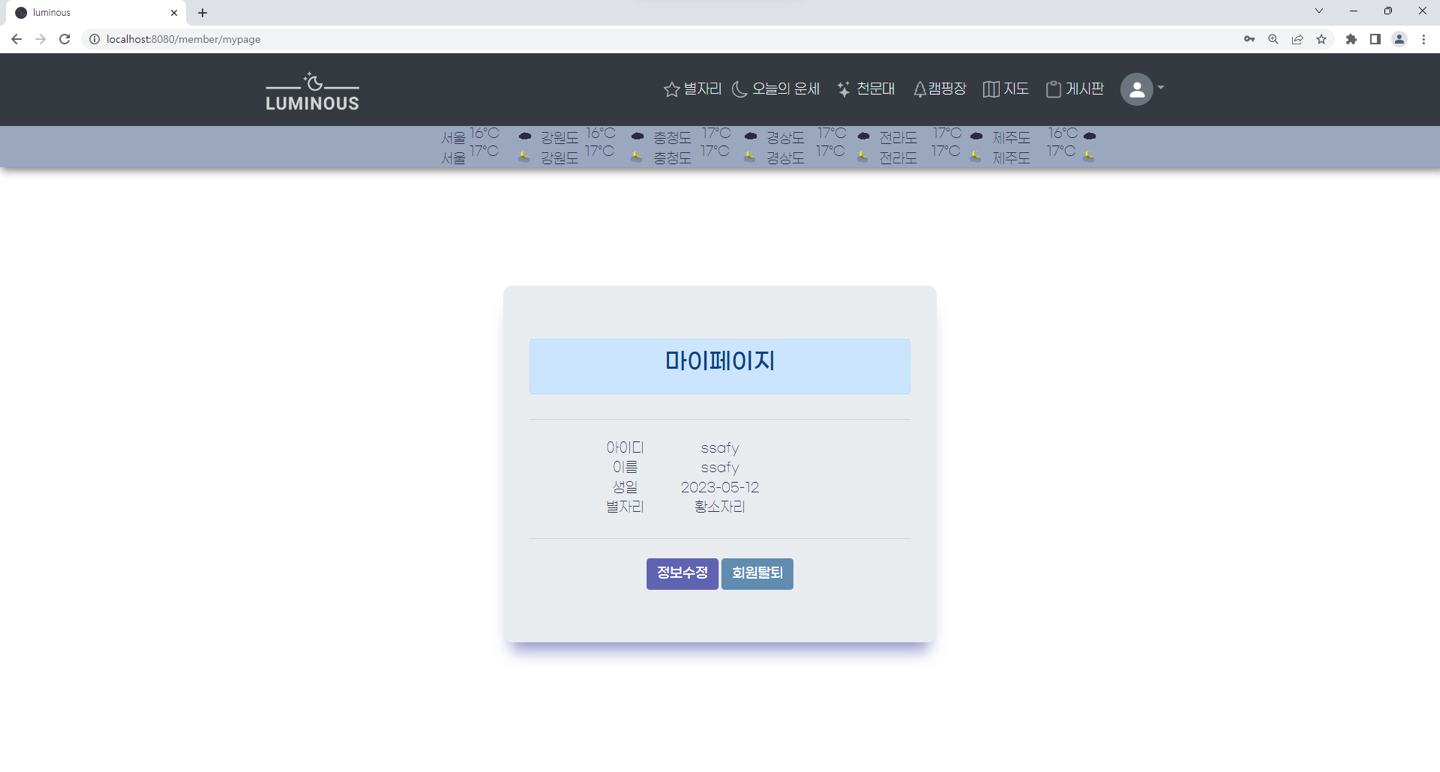 luminous
localhost:8080/member/mypage
LUMINOUS
별자리 오늘의 운세 천문대 캠핑장 지도 게시판
서울 16°C 강원도 16°C 충청도 17°C 경상도 17°C 전라도 17°C 제주도 16°C
서울 17°C 강원도 17°C 충청도 17°C 경상도 17°C 전라도 17°C 제주도 17°C
마이페이지
아이디 ssafy
이름 ssafy
생일 2023-05-12
별자리 황소자리
정보수정 회원탈퇴